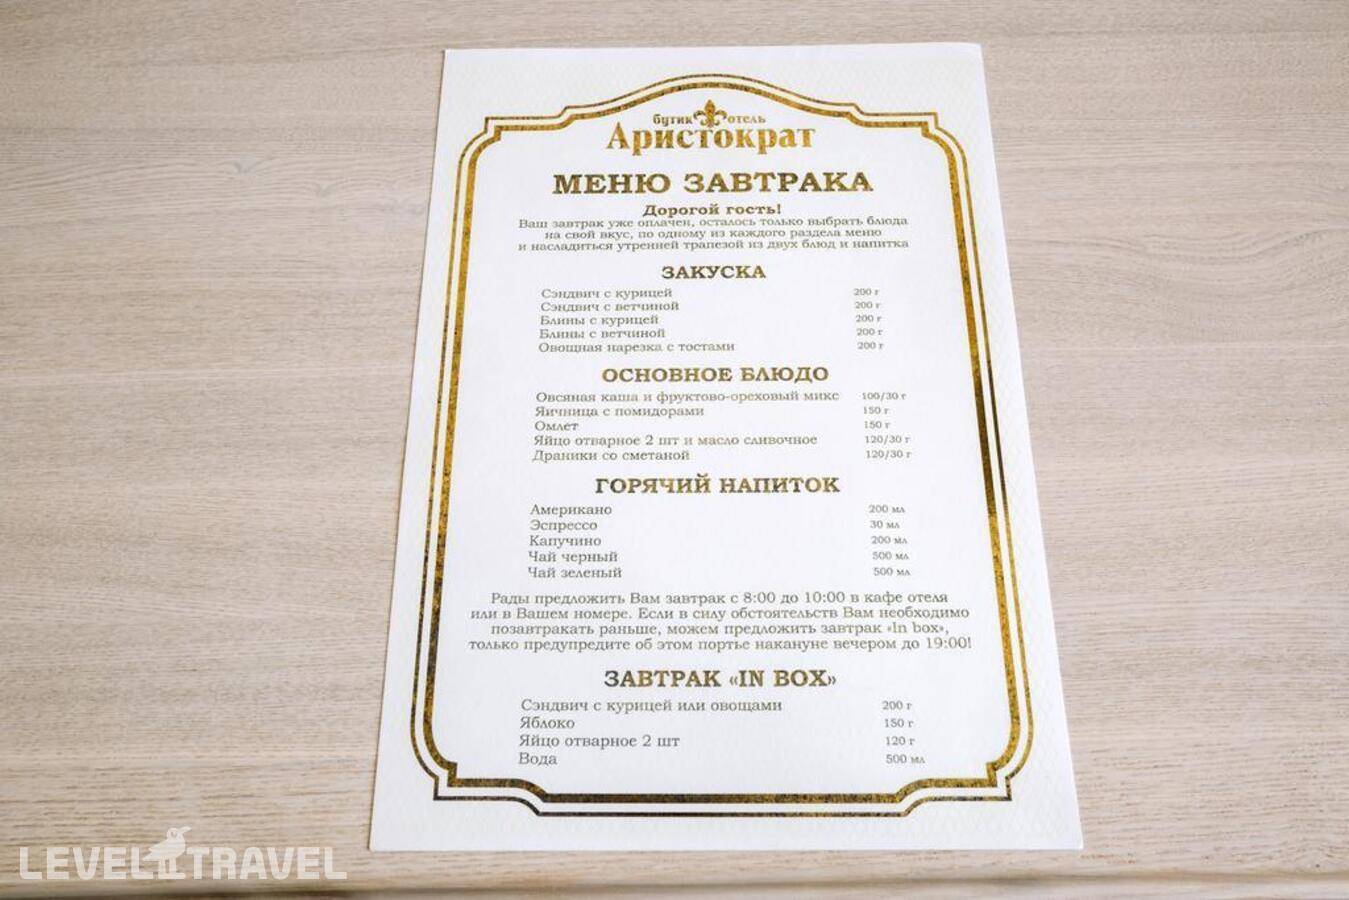 бутик отель
Аристократ
МЕНЮ ЗАВТРАКА
Дорогой гость!
Ваш завтрак уже оплачен, осталось только выбрать блюда
на свой вкус, по одному из каждого раздела меню
и насладиться утренней трапезой из двух блюд и напитка
ЗАКУСКА
Сэндвич с курицей 200 г
Сэндвич с ветчиной 200 г
Блины с курицей 200 г
Блины с ветчиной 200 г
Овощная нарезка с тостами 200 г
ОСНОВНОЕ БЛЮДО
Овсяная каша и фруктово-ореховый микс 100/30 г
Яичница с помидорами 150 г
Омлет 150 г
Яйцо отварное 2 шт и масло сливочное 120/30 г
Драники со сметаной 120/30 г
ГОРЯЧИЙ НАПИТОК
Американо 200 мл
Эспрессо 30 мл
Капучино 200 мл
Чай черный 500 мл
Чай зеленый 500 мл
Рады предложить Вам завтрак с 8:00 до 10:00 в кафе отеля
или в Вашем номере. Если в силу обстоятельств Вам необходимо
позавтракать раньше, можем предложить завтрак «In box»,
только предупредите об этом портье накануне вечером до 19:00!
ЗАВТРАК «IN BOX»
Сэндвич с курицей или овощами 200 г
Яблоко 150 г
Яйцо отварное 2 шт 120 г
Вода 500 мл
LEVEL TRAVEL